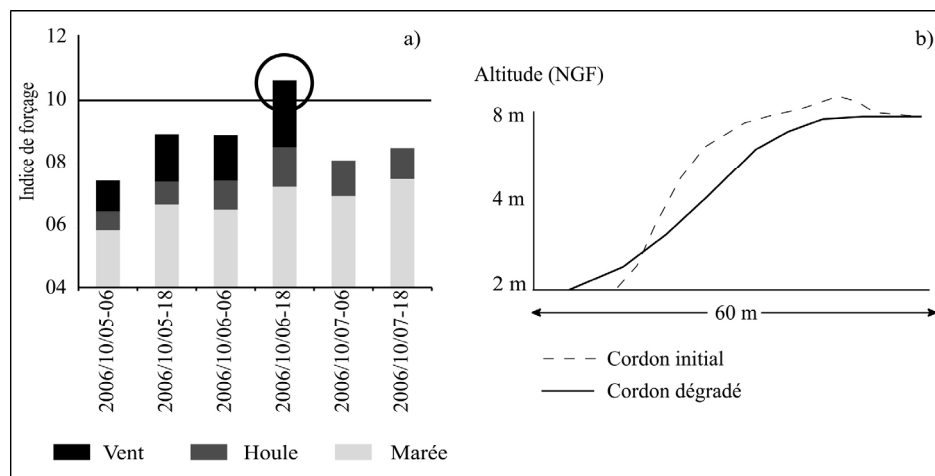 a)
12
10
08
06
04
Indice de forçage
2006/10/05-06
2006/10/05-18
2006/10/06-06
2006/10/06-18
2006/10/07-06
2006/10/07-18
Vent
Houle
Marée
b)
Altitude (NGF)
8 m
4 m
2 m
60 m
Cordon initial
Cordon dégradé